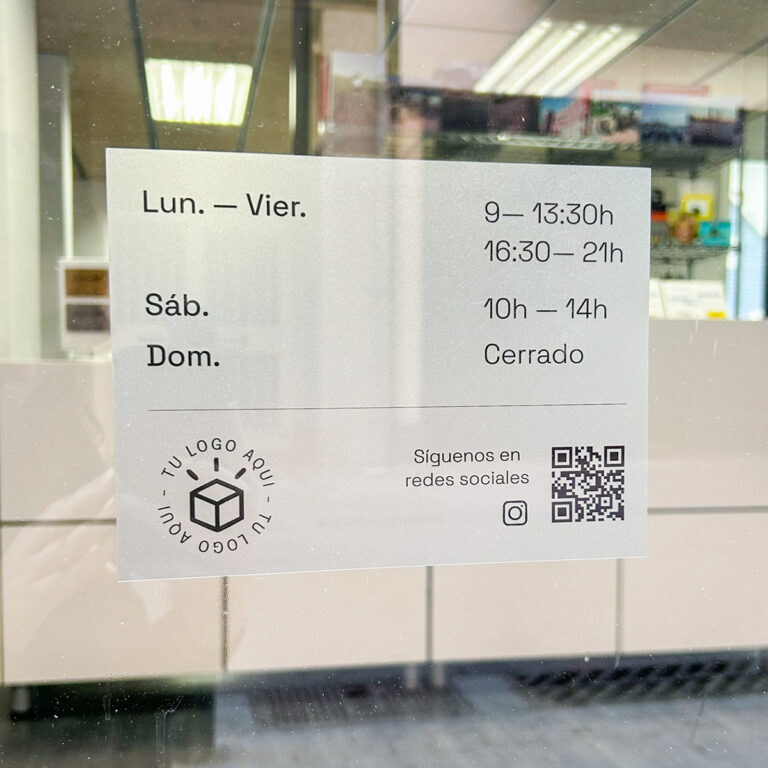 Lun. — Vier. 9— 13:30h
16:30— 21h
Sáb. 10h — 14h
Dom. Cerrado
- TU LOGO AQUI - TU LOGO AQUI
Síguenos en
redes sociales